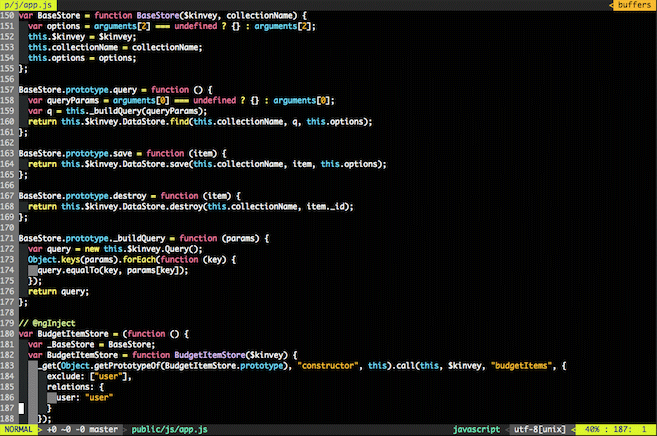 p/j/app.js < buffers
150 var BaseStore = function BaseStore($kinvey, collectionName) {
151   var options = arguments[2] === undefined ? {} : arguments[2];
152   this.$kinvey = $kinvey;
153   this.collectionName = collectionName;
154   this.options = options;
155 };
156
157 BaseStore.prototype.query = function () {
158   var queryParams = arguments[0] === undefined ? {} : arguments[0];
159   var q = this._buildQuery(queryParams);
160   return this.$kinvey.DataStore.find(this.collectionName, q, this.options);
161 };
162
163 BaseStore.prototype.save = function (item) {
164   return this.$kinvey.DataStore.save(this.collectionName, item, this.options);
165 };
166
167 BaseStore.prototype.destroy = function (item) {
168   return this.$kinvey.DataStore.destroy(this.collectionName, item._id);
169 };
170
171 BaseStore.prototype._buildQuery = function (params) {
172   var query = new this.$kinvey.Query();
173   Object.keys(params).forEach(function (key) {
174     query.equalTo(key, params[key]);
175   });
176   return query;
177 };
178
179 // @ngInject
180 var BudgetItemStore = (function () {
181   var _BaseStore = BaseStore;
182   var BudgetItemStore = function BudgetItemStore($kinvey) {
183     _get(Object.getPrototypeOf(BudgetItemStore.prototype), "constructor", this).call(this, $kinvey, "budgetItems", {
184       exclude: ["user"],
185       relations: {
186         user: "user"
187       }
188     });
NORMAL > +0 ~0 -0 master > public/js/app.js javascript < utf-8[unix] < 40% : 187: 1